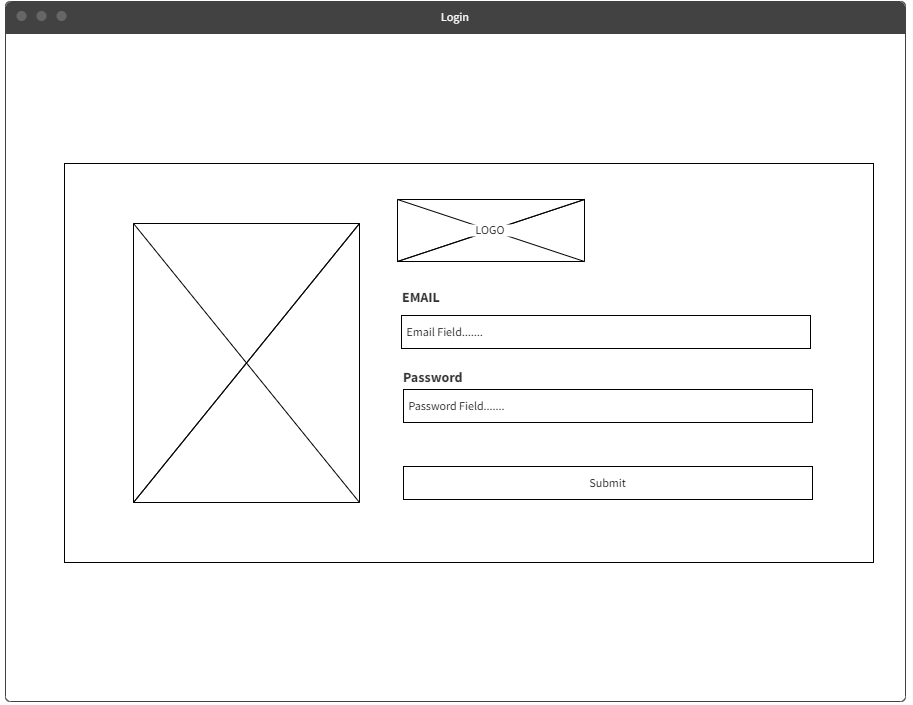 Login
LOGO
EMAIL
Email Field.......
Password
Password Field.......
Submit